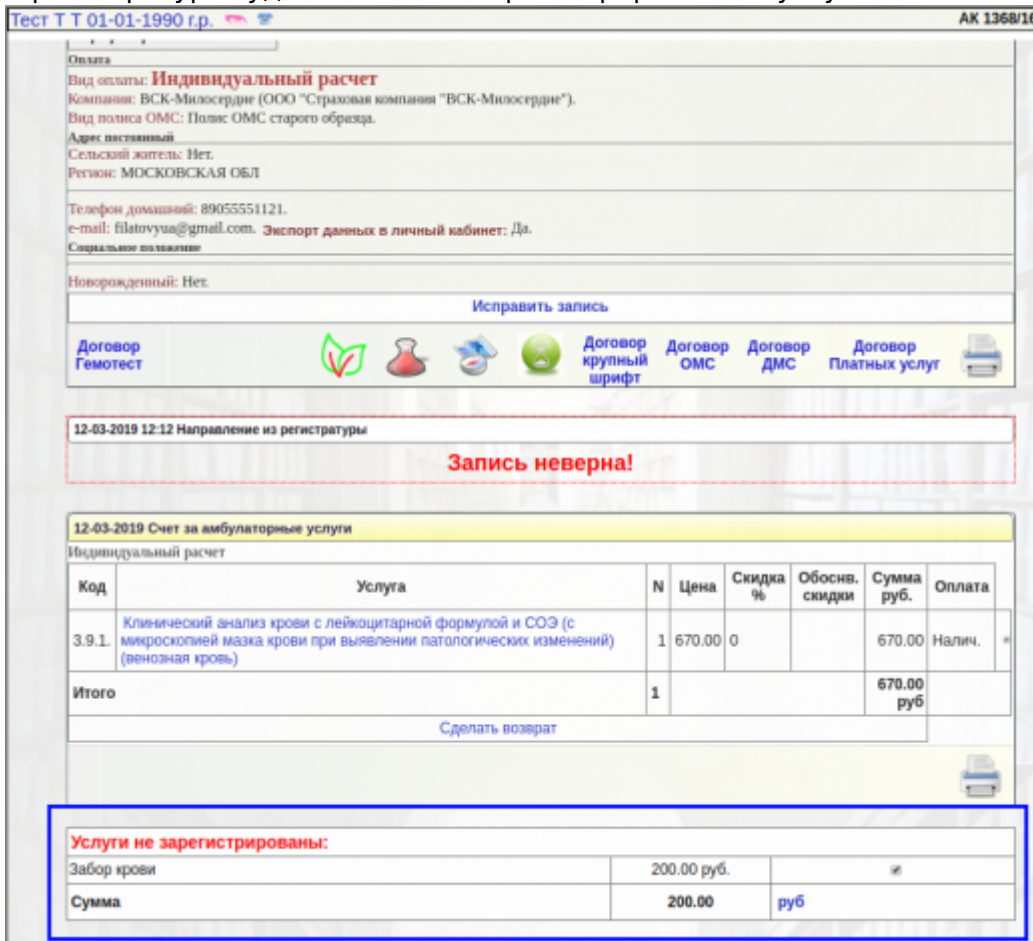 Тест Т Т 01-01-1990 г.р. АК 1368/16
Оплата
Вид оплаты: Индивидуальный расчет
Компания: ВСК-Милосердие (ООО "Страховая компания "ВСК-Милосердие").
Вид полиса ОМС: Полис ОМС старого образца.
Адрес постоянный
Сельский житель: Нет.
Регион: МОСКОВСКАЯ ОБЛ
Телефон домашний: 89055551121.
e-mail: filatovyua@gmail.com. Экспорт данных в личный кабинет: Да.
Социальное положение
Новорожденный: Нет.
Исправить запись
Договор Гемотест
Договор крупный шрифт
Договор ОМС
Договор ДМС
Договор Платных услуг
12-03-2019 12:12 Направление из регистратуры
Запись неверна!
12-03-2019 Счет за амбулаторные услуги
Индивидуальный расчет
Код Услуга N Цена Скидка % Обоснв. скидки Сумма руб. Оплата
3.9.1. Клинический анализ крови с лейкоцитарной формулой и СОЭ (с
микроскопией мазка крови при выявлении патологических изменений)
(венозная кровь) 1 670.00 0 670.00 Налич.
Итого 1 670.00 руб
Сделать возврат
Услуги не зарегистрированы:
Забор крови 200.00 руб.
Сумма 200.00 руб